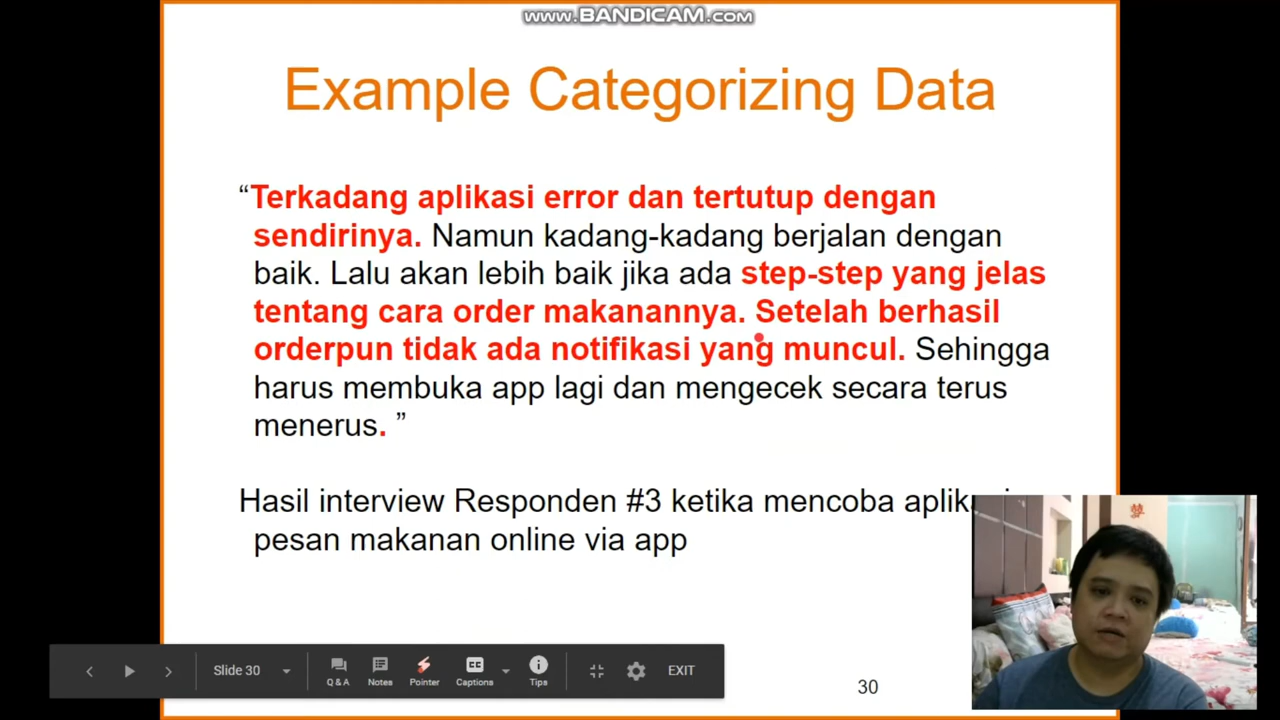 www.BANDICAM.com
Example Categorizing Data
“Terkadang aplikasi error dan tertutup dengan
sendirinya. Namun kadang-kadang berjalan dengan
baik. Lalu akan lebih baik jika ada step-step yang jelas
tentang cara order makanannya. Setelah berhasil
orderpun tidak ada notifikasi yang muncul. Sehingga
harus membuka app lagi dan mengecek secara terus
menerus. ”
Hasil interview Responden #3 ketika mencoba
pesan makanan online via app
Slide 30
Q & A
Notes
Pointer
CC
Captions
Tips
EXIT
30